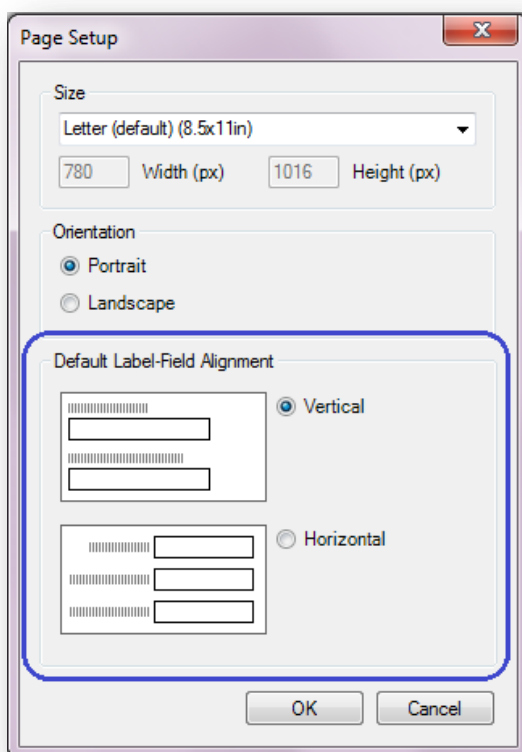 Page Setup
Size
Letter (default) (8.5x11in)
780 Width (px) 1016 Height (px)
Orientation
Portrait
Landscape
Default Label-Field Alignment
Vertical
Horizontal
OK Cancel